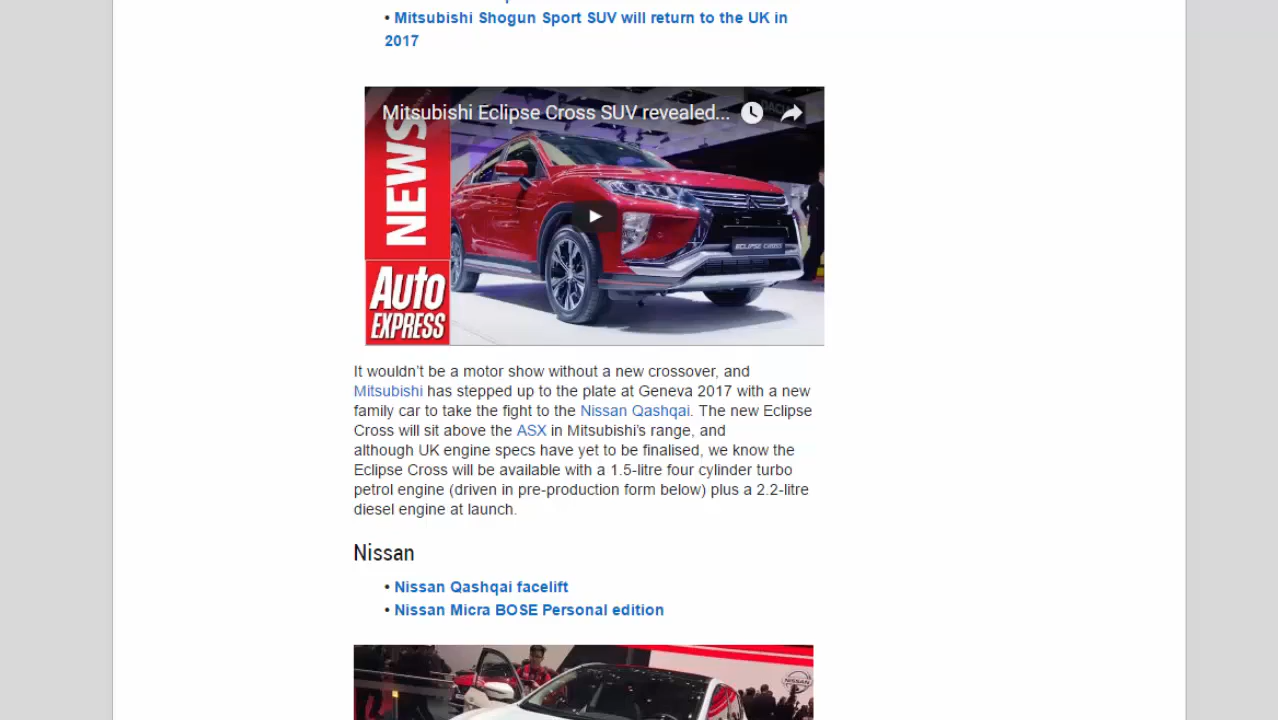 • Mitsubishi Shogun Sport SUV will return to the UK in
2017
Mitsubishi Eclipse Cross SUV revealed...
NEWS
ECLIPSE CROSS
Auto
EXPRESS
It wouldn’t be a motor show without a new crossover, and
Mitsubishi has stepped up to the plate at Geneva 2017 with a new
family car to take the fight to the Nissan Qashqai. The new Eclipse
Cross will sit above the ASX in Mitsubishi’s range, and
although UK engine specs have yet to be finalised, we know the
Eclipse Cross will be available with a 1.5-litre four cylinder turbo
petrol engine (driven in pre-production form below) plus a 2.2-litre
diesel engine at launch.
Nissan
• Nissan Qashqai facelift
• Nissan Micra BOSE Personal edition
NISSAN